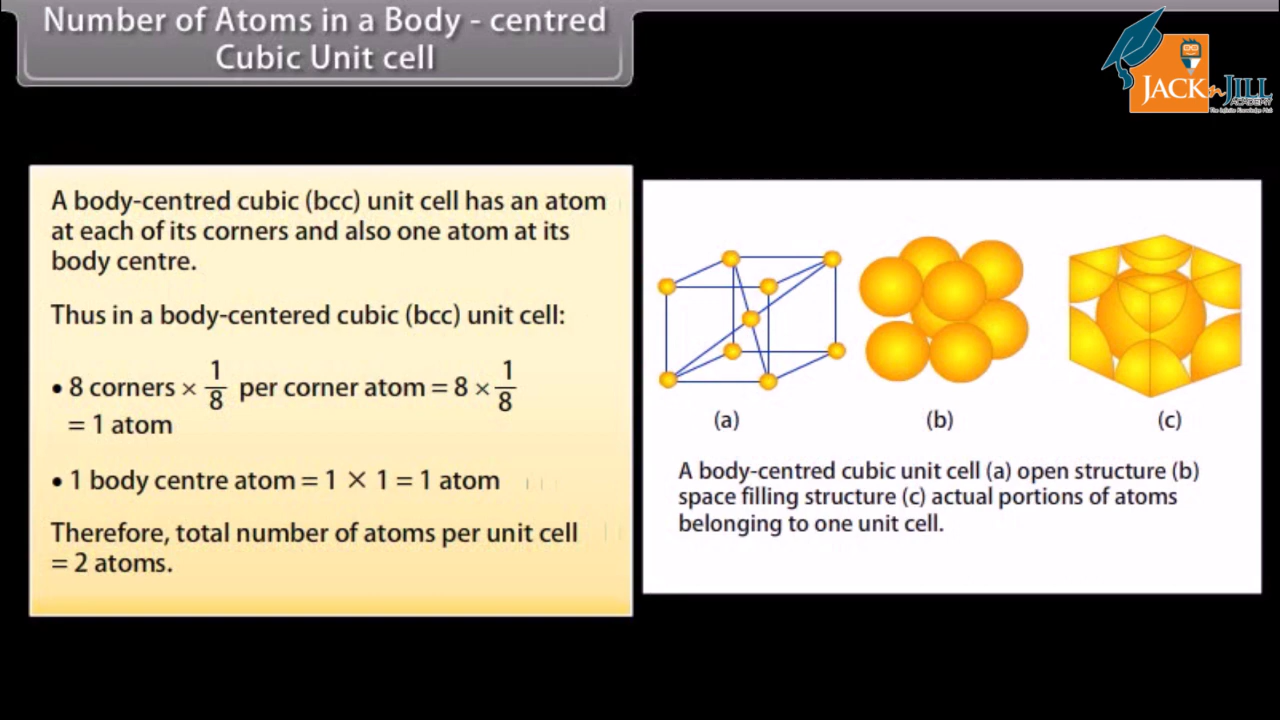 Number of Atoms in a Body - centred
Cubic Unit cell
JACK n JILL
ACADEMY
The Infinite Knowledge Hub
A body-centred cubic (bcc) unit cell has an atom
at each of its corners and also one atom at its
body centre.
Thus in a body-centered cubic (bcc) unit cell:
• 8 corners × 1/8 per corner atom = 8 × 1/8
= 1 atom
• 1 body centre atom = 1 × 1 = 1 atom
Therefore, total number of atoms per unit cell
= 2 atoms.
(a) (b) (c)
A body-centred cubic unit cell (a) open structure (b)
space filling structure (c) actual portions of atoms
belonging to one unit cell.